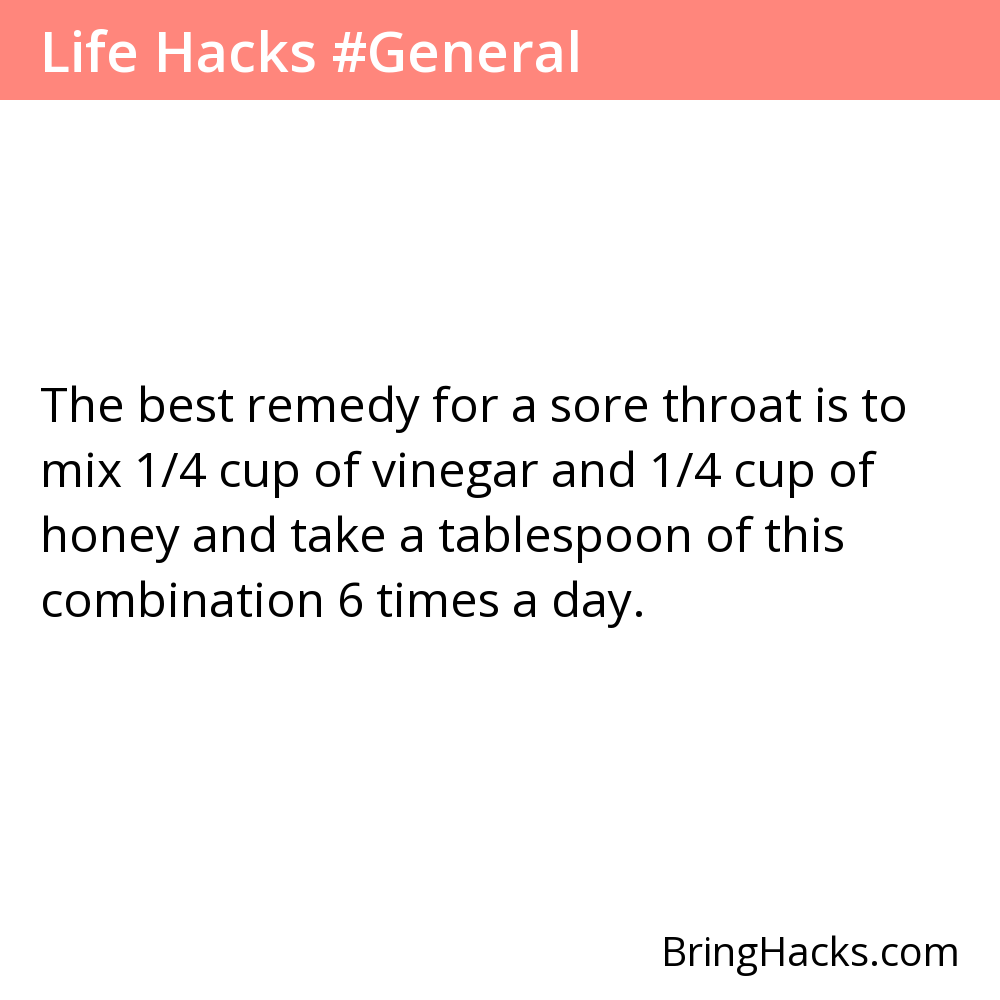 Life Hacks #General
The best remedy for a sore throat is to
mix 1/4 cup of vinegar and 1/4 cup of
honey and take a tablespoon of this
combination 6 times a day.
BringHacks.com